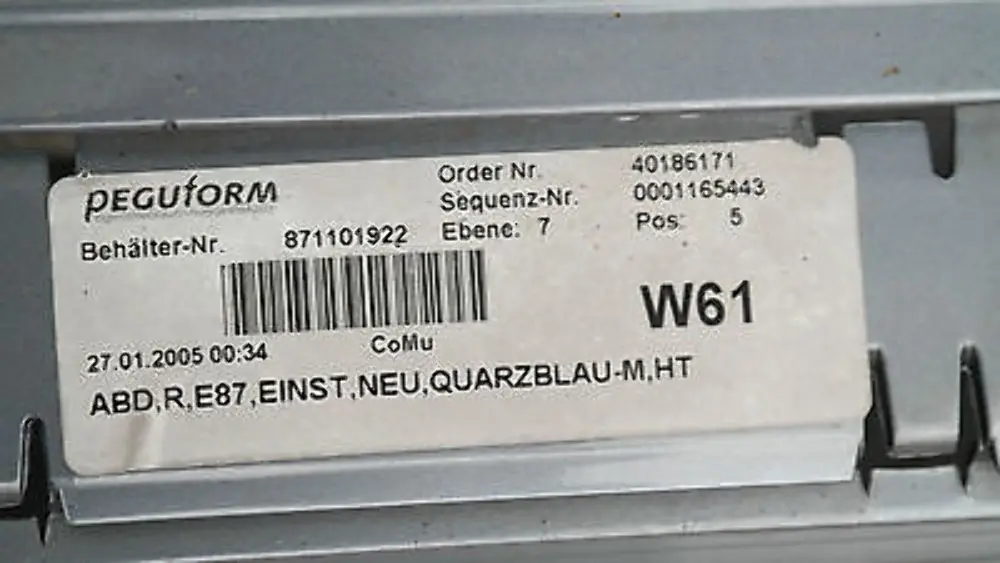 PEGUfORM
Order Nr. 40186171
Sequenz-Nr. 0001165443
Behälter-Nr. 871101922 Ebene: 7 Pos: 5
W61
27.01.2005 00:34 CoMu
ABD,R,E87,EINST,NEU,QUARZBLAU-M,HT